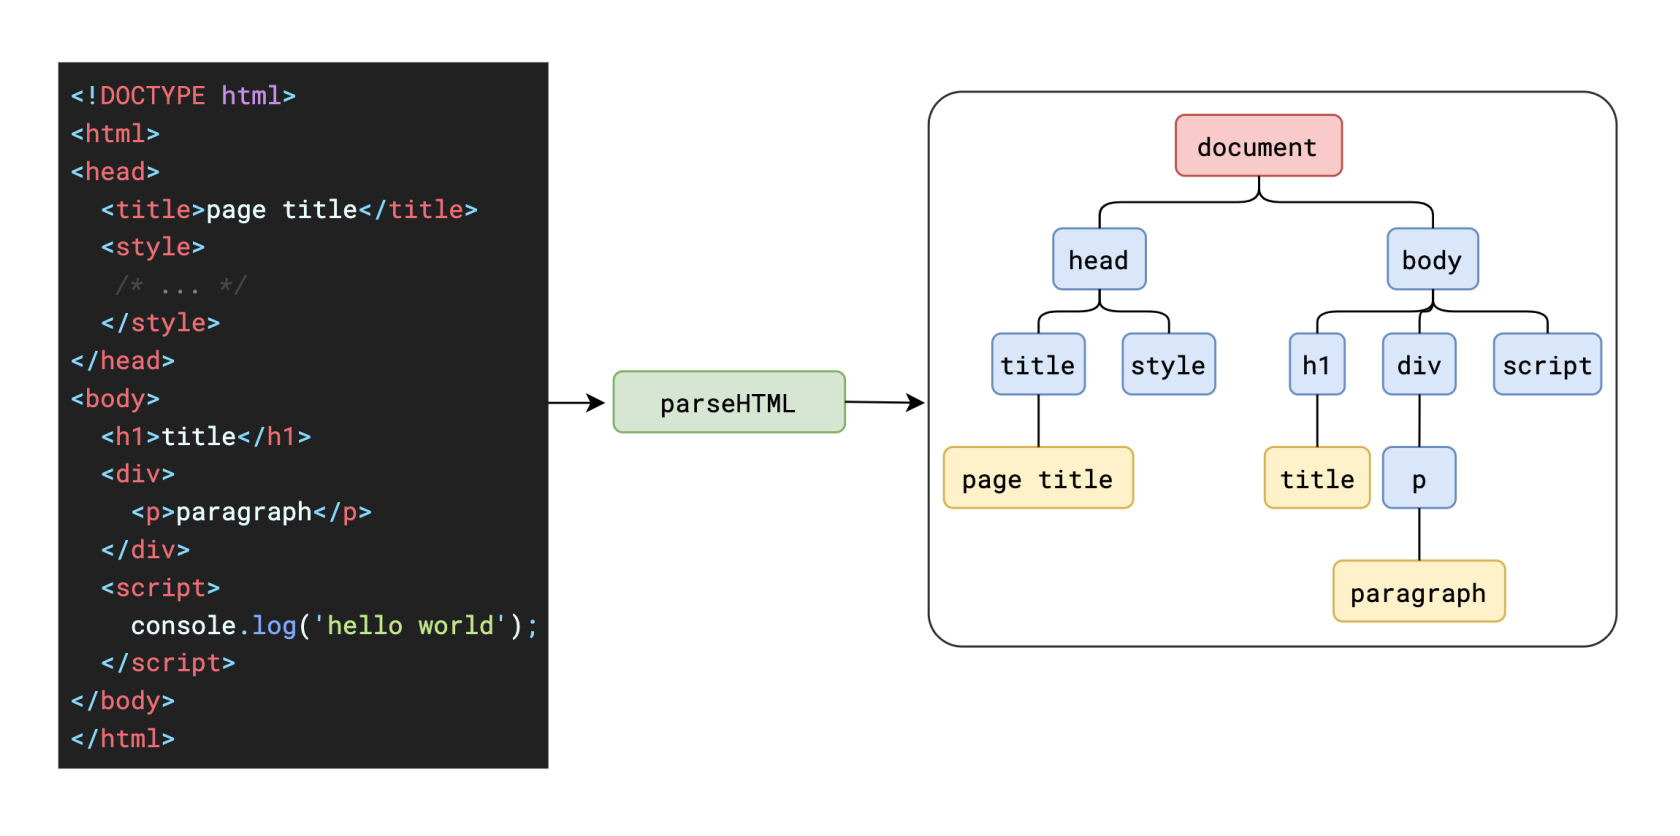 <!DOCTYPE html>
<html>
<head>
  <title>page title</title>
  <style>
   /* ... */
  </style>
</head>
<body>
  <h1>title</h1>
  <div>
    <p>paragraph</p>
  </div>
  <script>
    console.log('hello world');
  </script>
</body>
</html>
parseHTML
document
head body
title style h1 div script
page title title p
paragraph